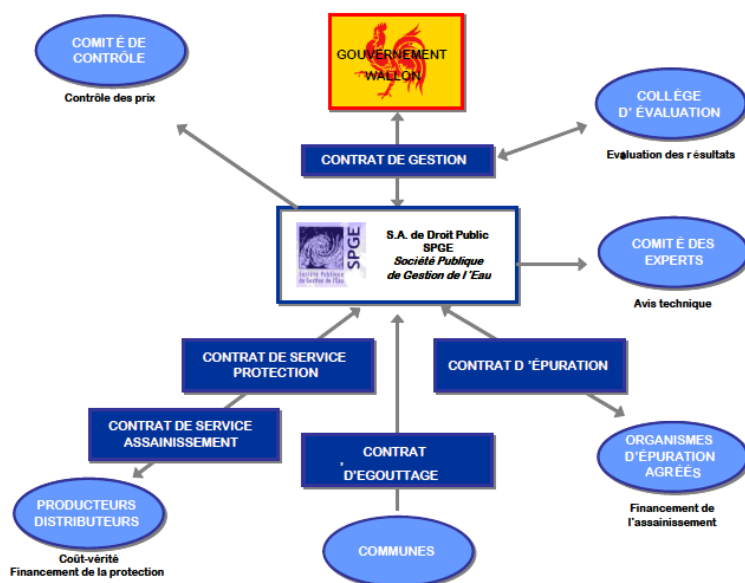 COMITÉ DE
CONTRÔLE
Contrôle des prix
GOUVERNEMENT
WALLON
COLLÈGE
D' ÉVALUATION
Evaluation des résultats
CONTRAT DE GESTION
SPGE
Société Publique
de Gestion de l'Eau
S.A. de Droit Public
SPGE
Société Publique
de Gestion de l 'Eau
COMITÉ DES
EXPERTS
Avis technique
CONTRAT DE SERVICE
PROTECTION
CONTRAT D 'ÉPURATION
CONTRAT DE SERVICE
ASSAINISSEMENT
CONTRAT
'D'EGOUTTAGE
ORGANISMES
D'ÉPURATION
AGRÉÉS
Financement de
l'assainissement
PRODUCTEURS
DISTRIBUTEURS
Coût-vérité
Financement de la protection
COMMUNES